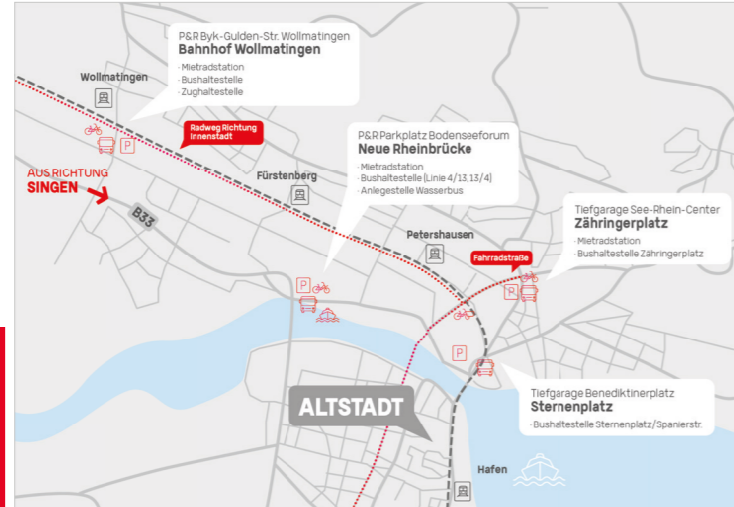 P&R Byk-Gulden-Str. Wollmatingen
Bahnhof Wollmatingen
· Mietradstation
· Bushaltestelle
· Zughaltestelle
Wollmatingen
P
Radweg Richtung
Innenstadt
AUS RICHTUNG
SINGEN
B33
Fürstenberg
P&R Parkplatz Bodenseeforum
Neue Rheinbrücke
· Mietradstation
· Bushaltestelle (Linie 4/13,13/4)
· Anlegestelle Wasserbus
P
Petershausen
Fahrradstraße
Tiefgarage See-Rhein-Center
Zähringerplatz
· Mietradstation
· Bushaltestelle Zähringerplatz
P
P
Tiefgarage Benediktinerplatz
Sternenplatz
· Bushaltestelle Sternenplatz/Spanierstr.
ALTSTADT
Hafen